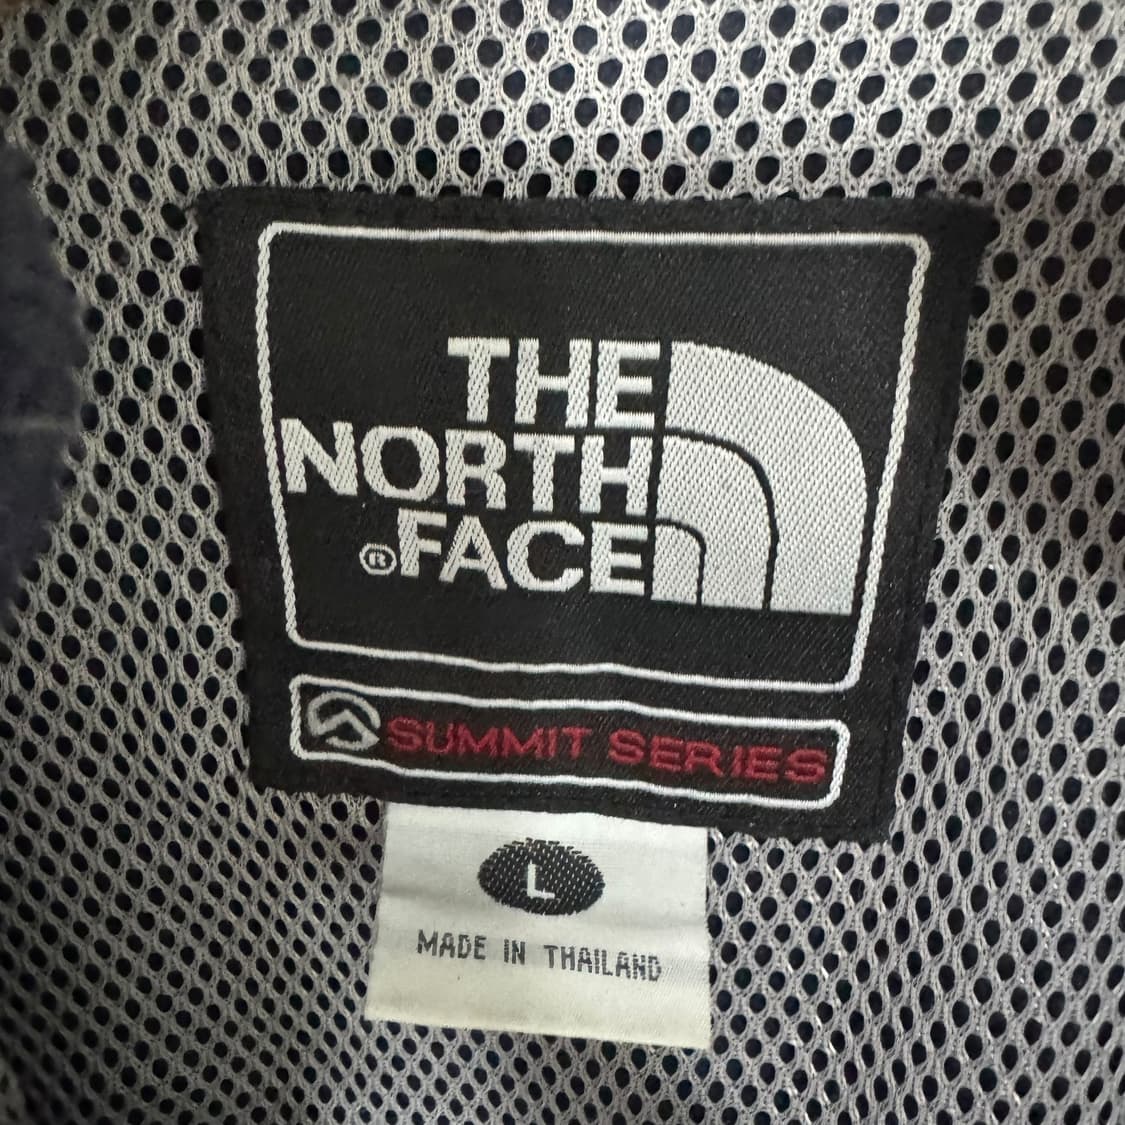 THE
NORTH
®FACE
SUMMIT SERIES
L
MADE IN THAILAND